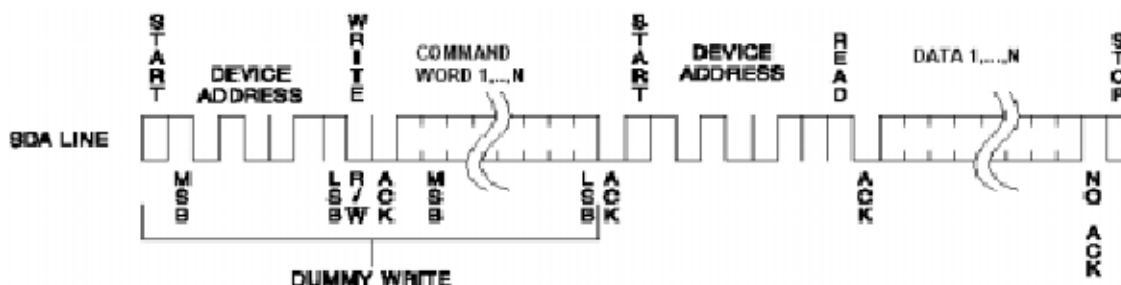 START
WRITE
START
READ
STOP
DEVICE
ADDRESS
COMMAND
WORD 1,...,N
DEVICE
ADDRESS
DATA 1,....,N
SDA LINE
MSB
LSB
R/W
ACK
MSB
LSB
ACK
ACK
NO ACK
DUMMY WRITE